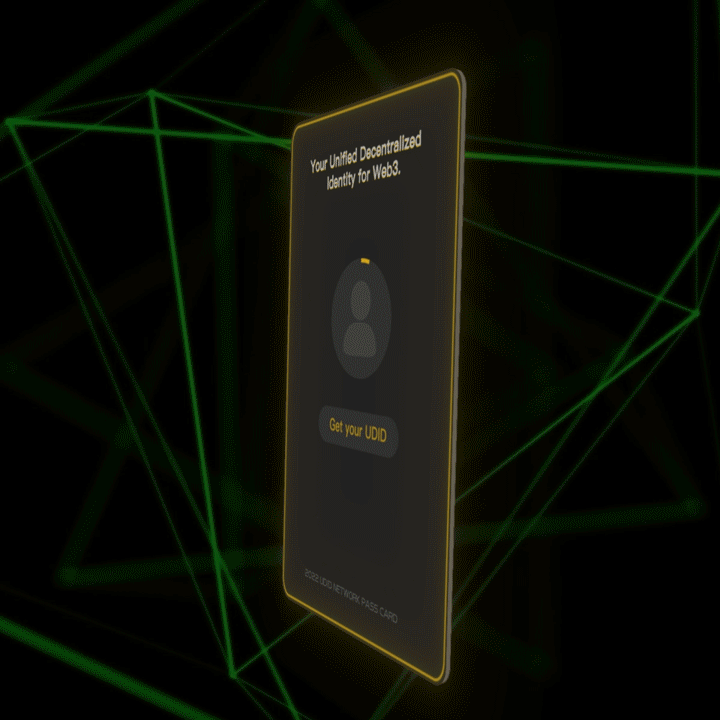 Your Unified Decentralized
Identity for Web3.
Get your UDID
2022 UDID NETWORK PASS CARD